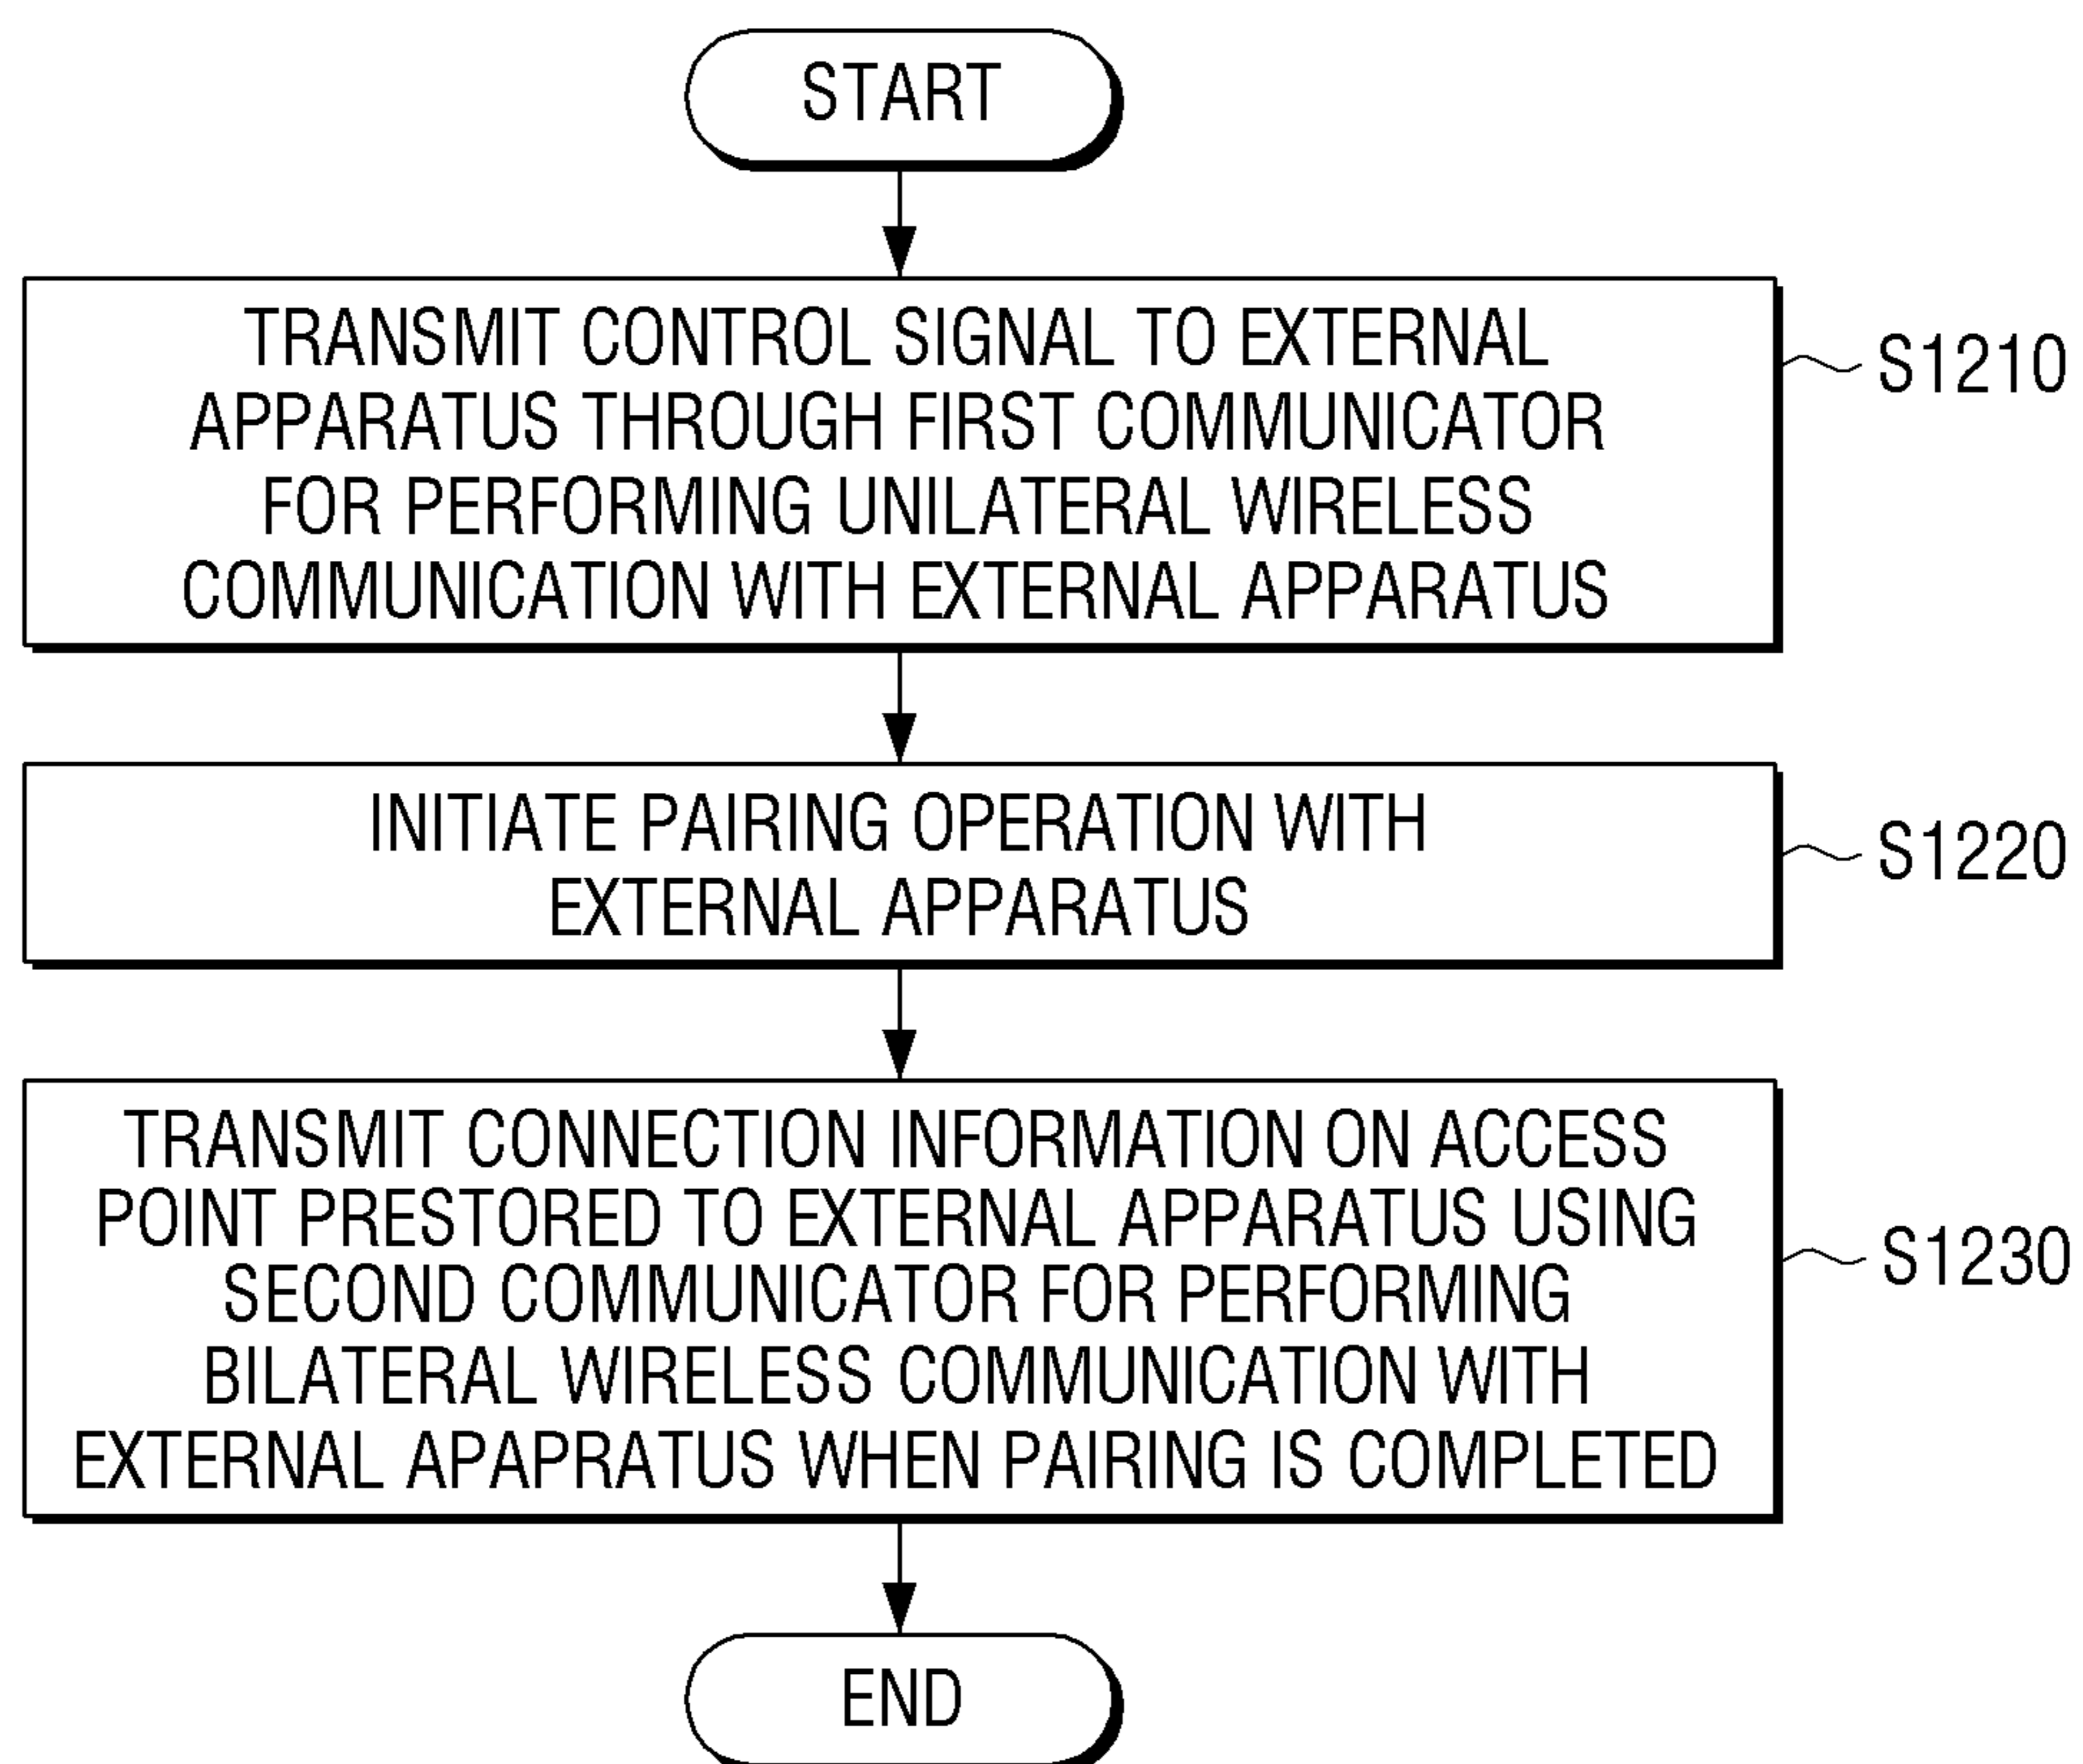 START
TRANSMIT CONTROL SIGNAL TO EXTERNAL
APPARATUS THROUGH FIRST COMMUNICATOR
FOR PERFORMING UNILATERAL WIRELESS
COMMUNICATION WITH EXTERNAL APPARATUS
S1210
INITIATE PAIRING OPERATION WITH
EXTERNAL APPARATUS
S1220
TRANSMIT CONNECTION INFORMATION ON ACCESS
POINT PRESTORED TO EXTERNAL APPARATUS USING
SECOND COMMUNICATOR FOR PERFORMING
BILATERAL WIRELESS COMMUNICATION WITH
EXTERNAL APAPRATUS WHEN PAIRING IS COMPLETED
S1230
END